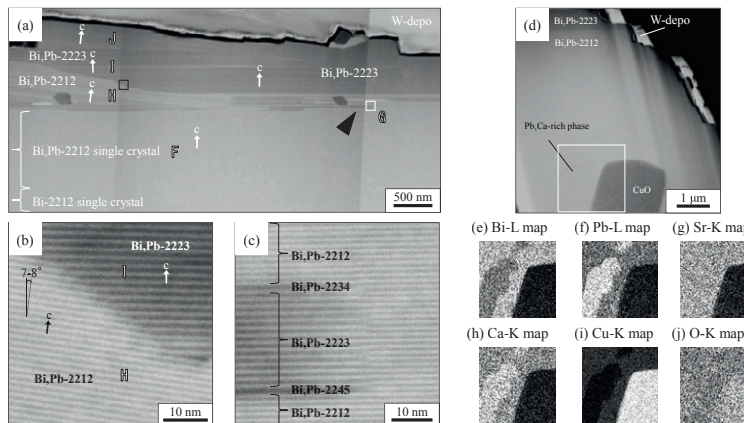 (a)
W-depo
c
J
Bi,Pb-2223
c
I
c
Bi,Pb-2223
Bi,Pb-2212
c
H
G
c
Bi,Pb-2212 single crystal
F
Bi-2212 single crystal
500 nm
(b)
Bi,Pb-2223
I
c
7-8°
c
Bi,Pb-2212
H
10 nm
(c)
Bi,Pb-2212
Bi,Pb-2234
Bi,Pb-2223
Bi,Pb-2245
Bi,Pb-2212
10 nm
(d)
Bi,Pb-2223
W-depo
Bi,Pb-2212
Pb,Ca-rich phase
CuO
1 μm
(e) Bi-L map
(f) Pb-L map
(g) Sr-K map
(h) Ca-K map
(i) Cu-K map
(j) O-K map